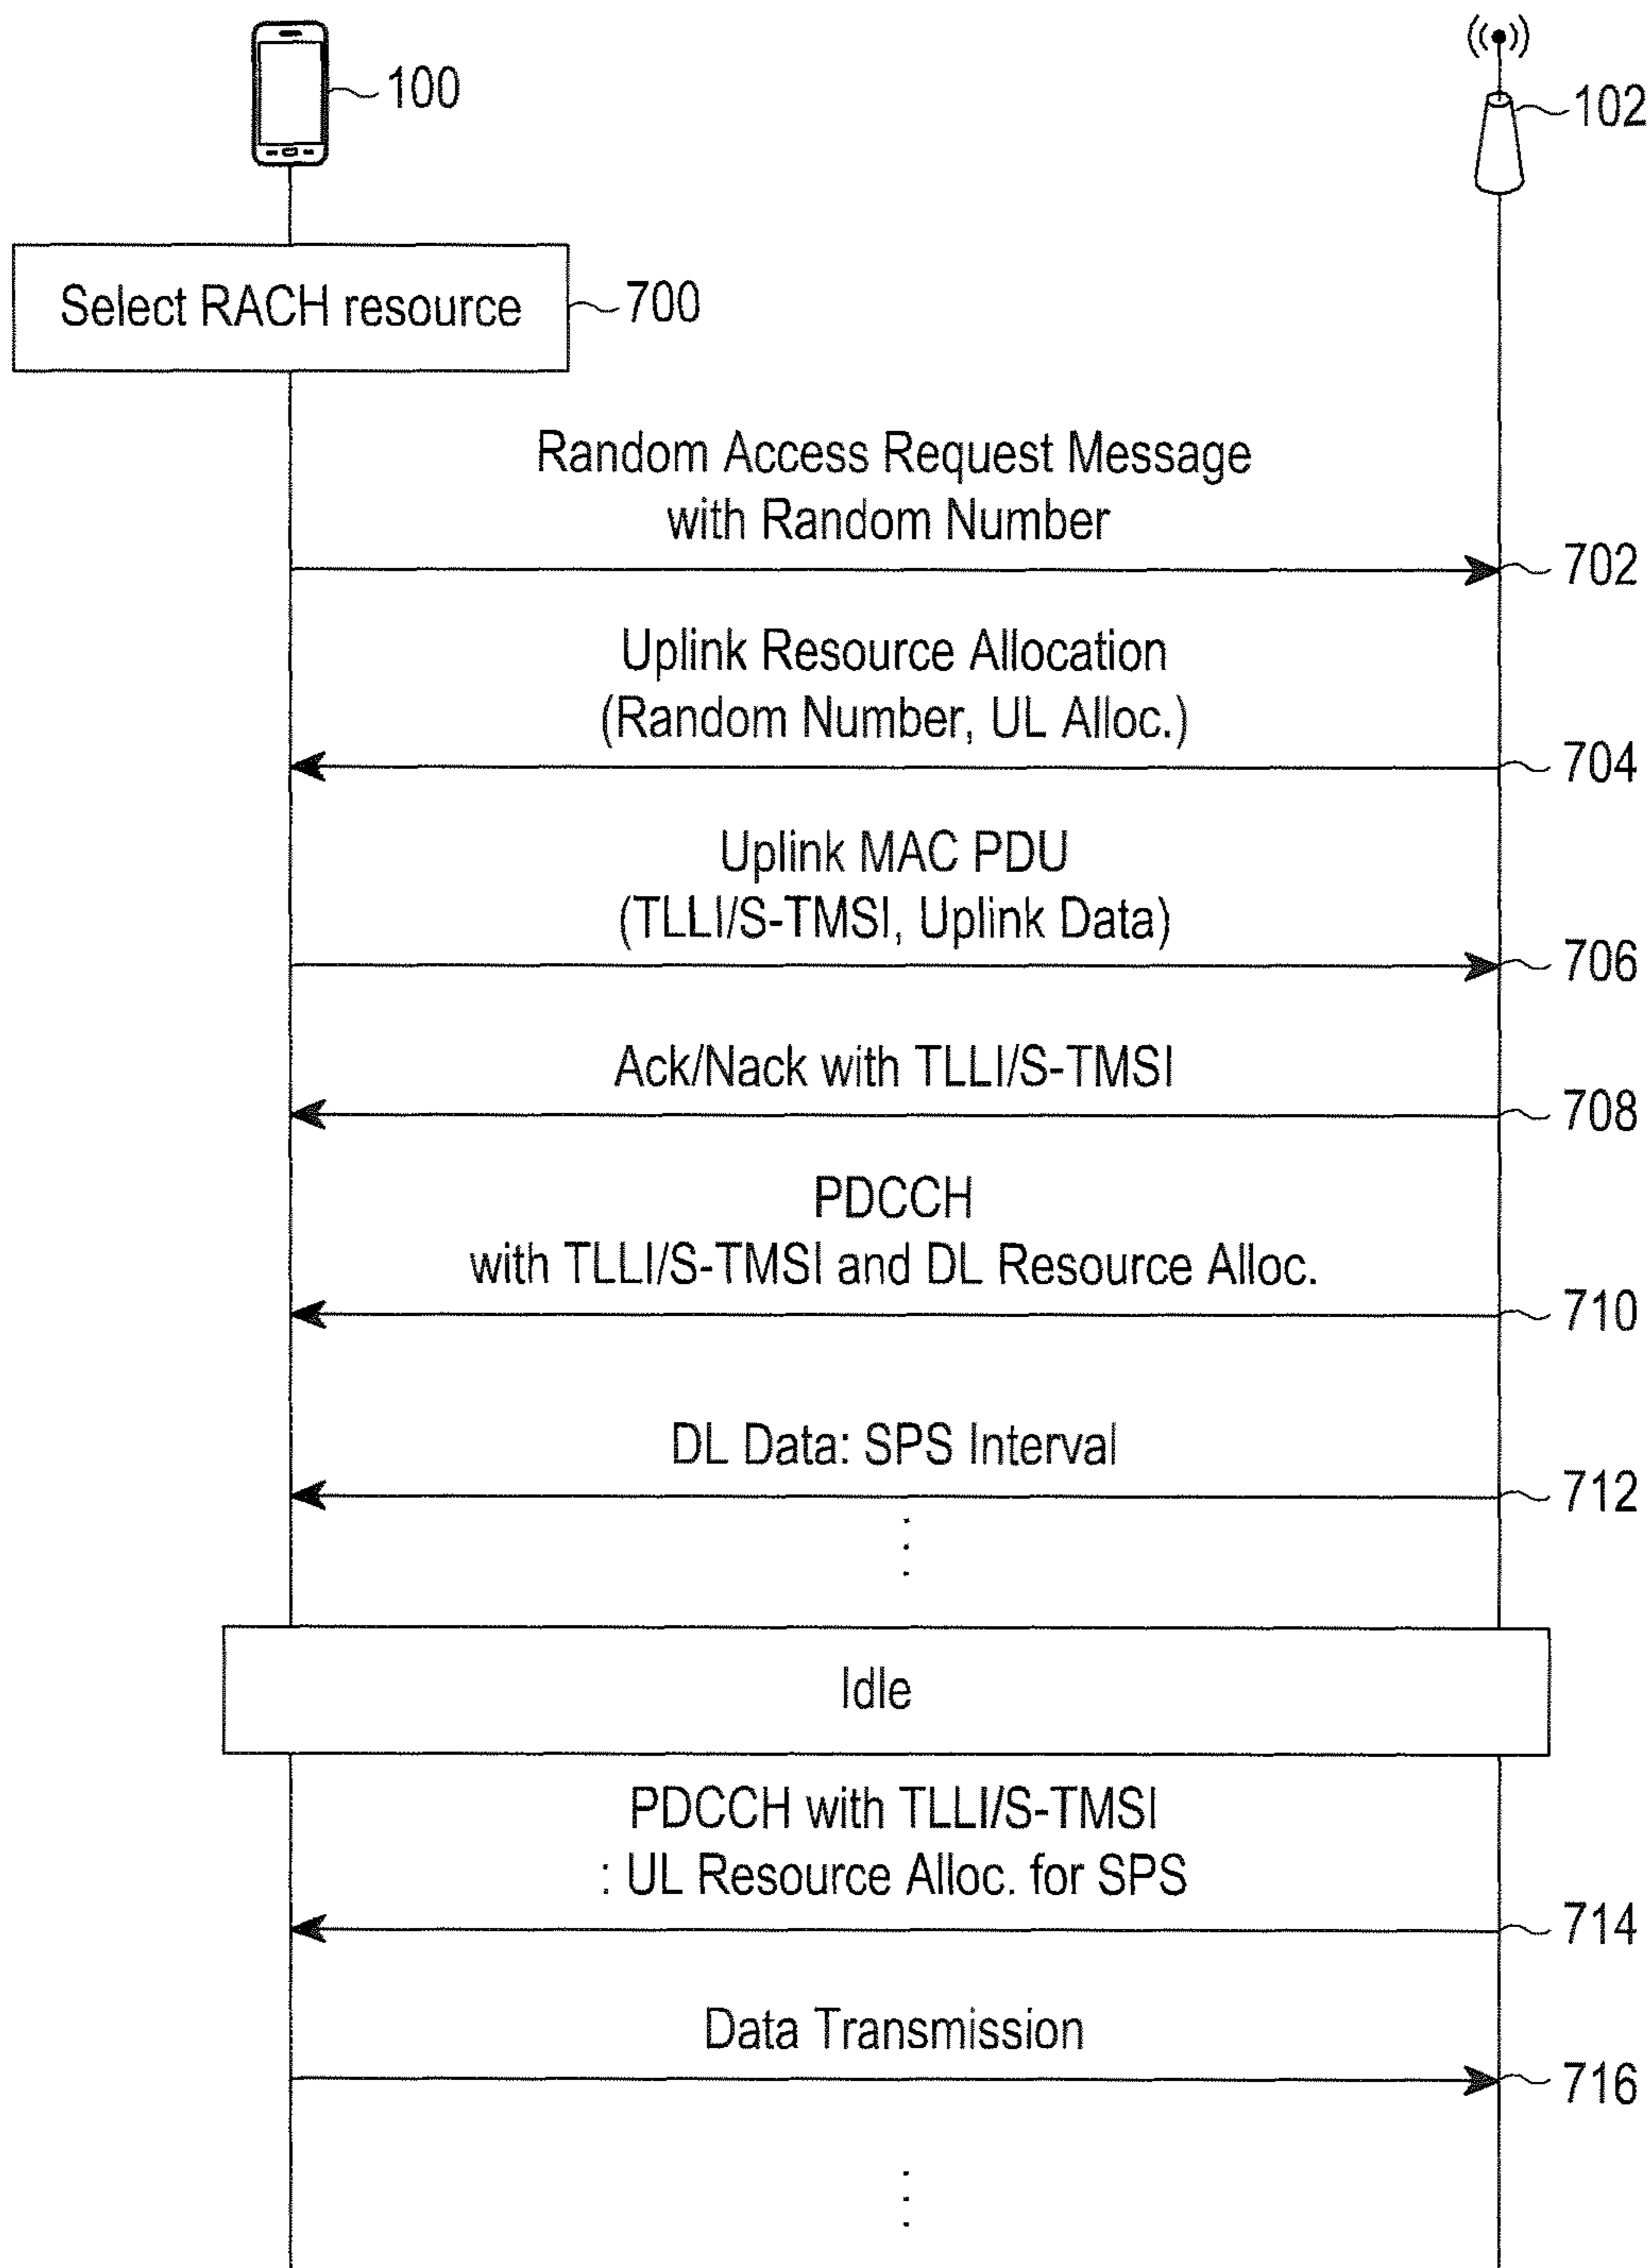 100
102
Select RACH resource
700
Random Access Request Message
with Random Number
702
Uplink Resource Allocation
(Random Number, UL Alloc.)
704
Uplink MAC PDU
(TLLI/S-TMSI, Uplink Data)
706
Ack/Nack with TLLI/S-TMSI
708
PDCCH
with TLLI/S-TMSI and DL Resource Alloc.
710
DL Data: SPS Interval
712
Idle
PDCCH with TLLI/S-TMSI
: UL Resource Alloc. for SPS
714
Data Transmission
716